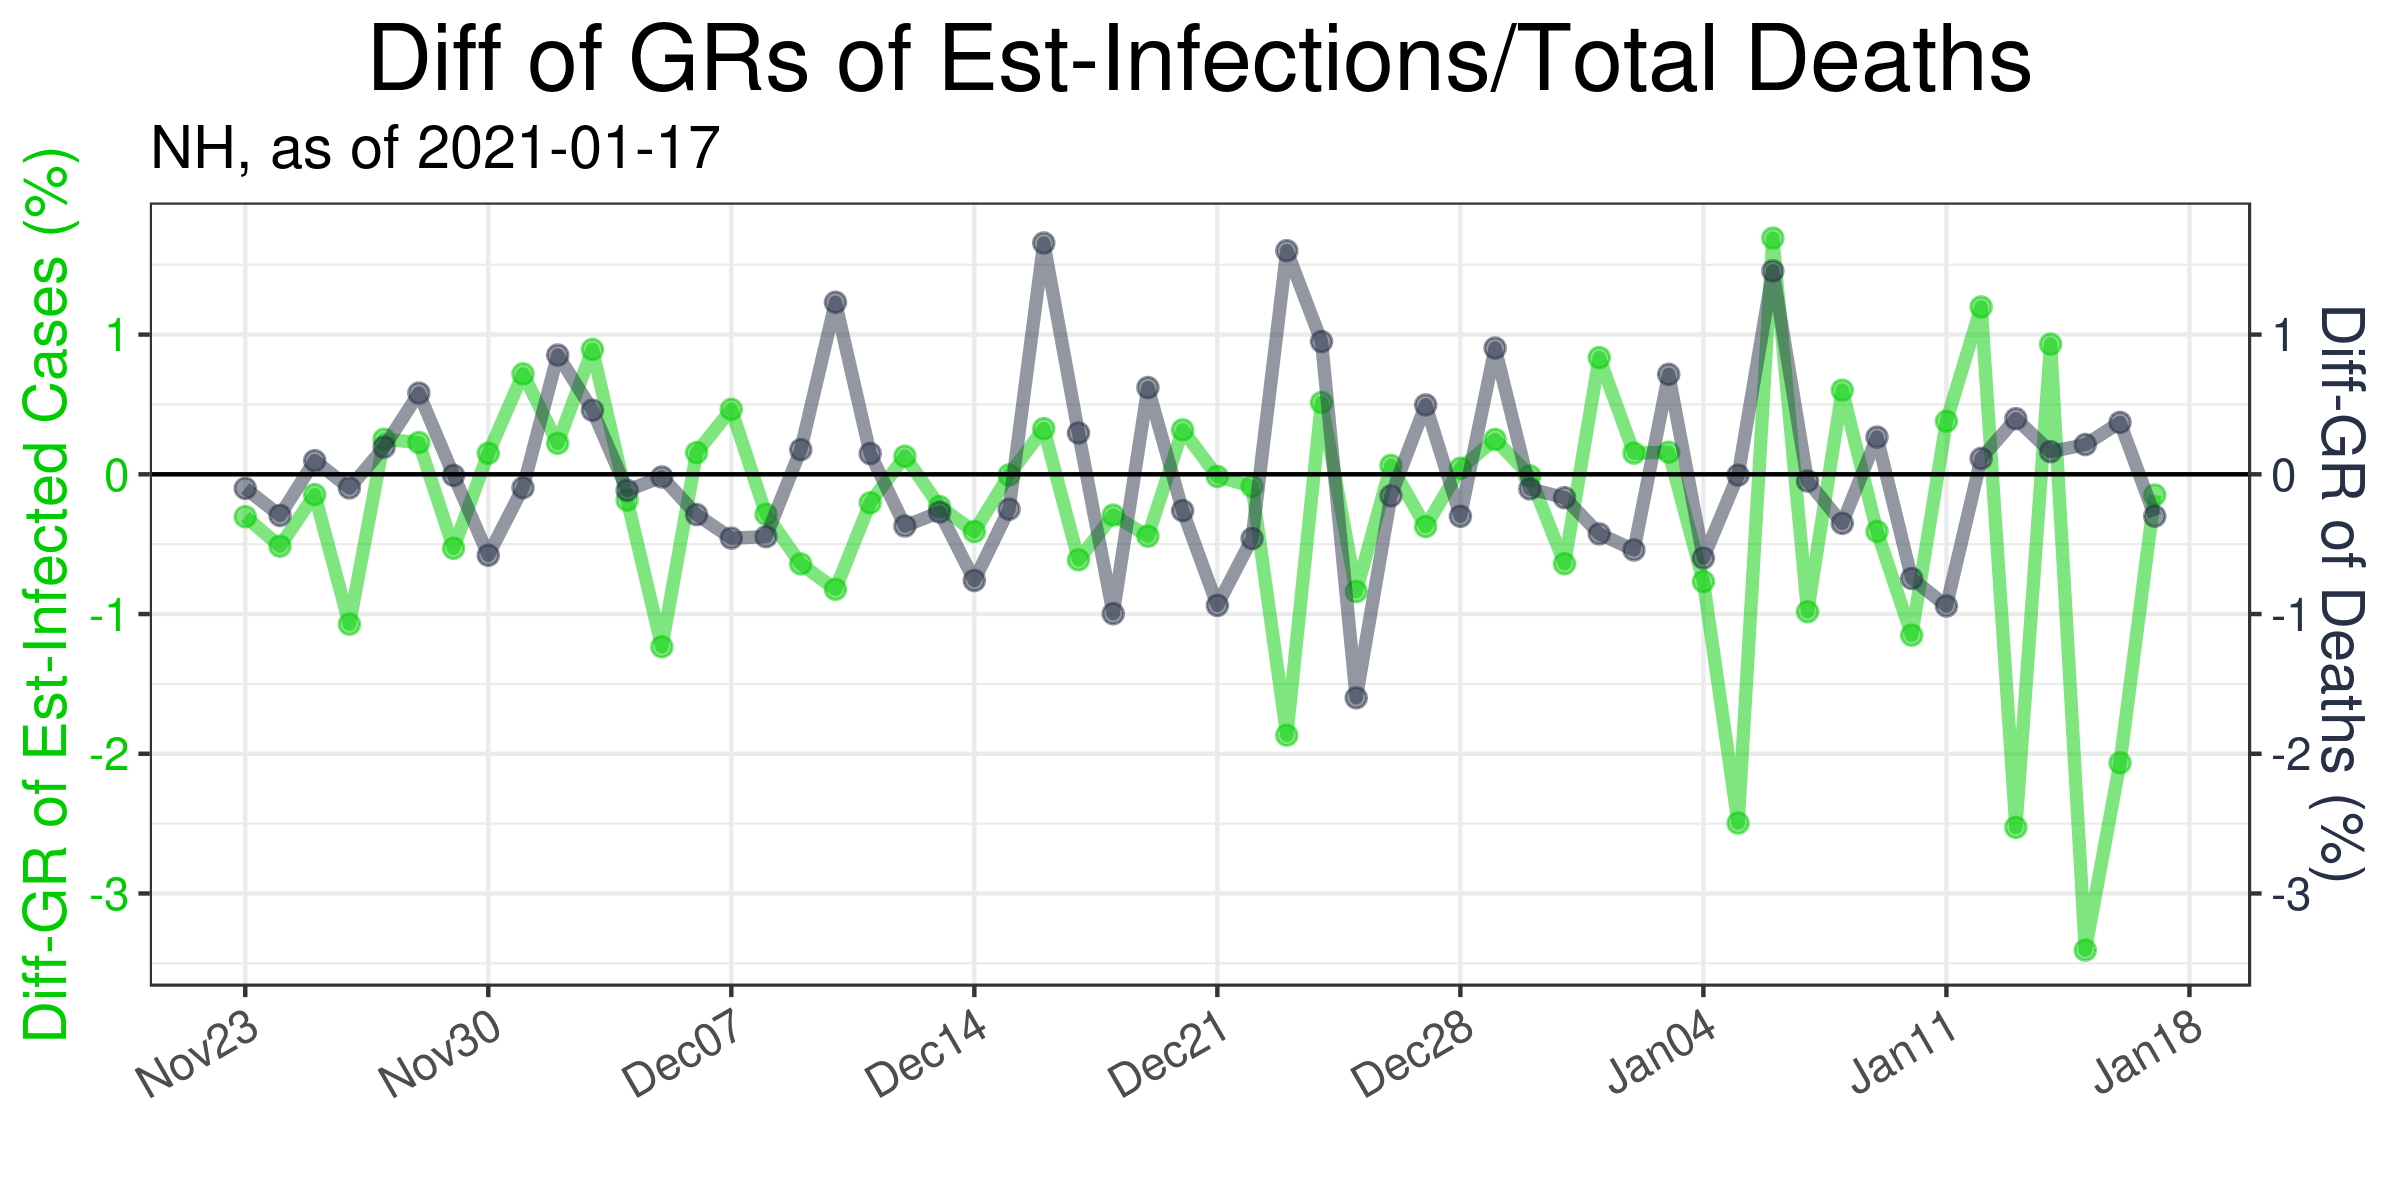 Diff of GRs of Est-Infections/Total Deaths
NH, as of 2021-01-17
Diff-GR of Est-Infected Cases (%)
1
0
-1
-2
-3
1
0
-1
-2
-3
Diff-GR of Deaths (%)
Nov23
Nov30
Dec07
Dec14
Dec21
Dec28
Jan04
Jan11
Jan18